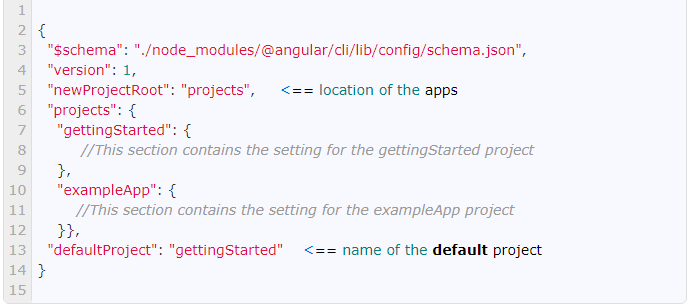 1
2 {
3 "$schema": "./node_modules/@angular/cli/lib/config/schema.json",
4 "version": 1,
5 "newProjectRoot": "projects", <== location of the apps
6 "projects": {
7 "gettingStarted": {
8 //This section contains the setting for the gettingStarted project
9 },
10 "exampleApp": {
11 //This section contains the setting for the exampleApp project
12 }},
13 "defaultProject": "gettingStarted" <== name of the default project
14 }
15